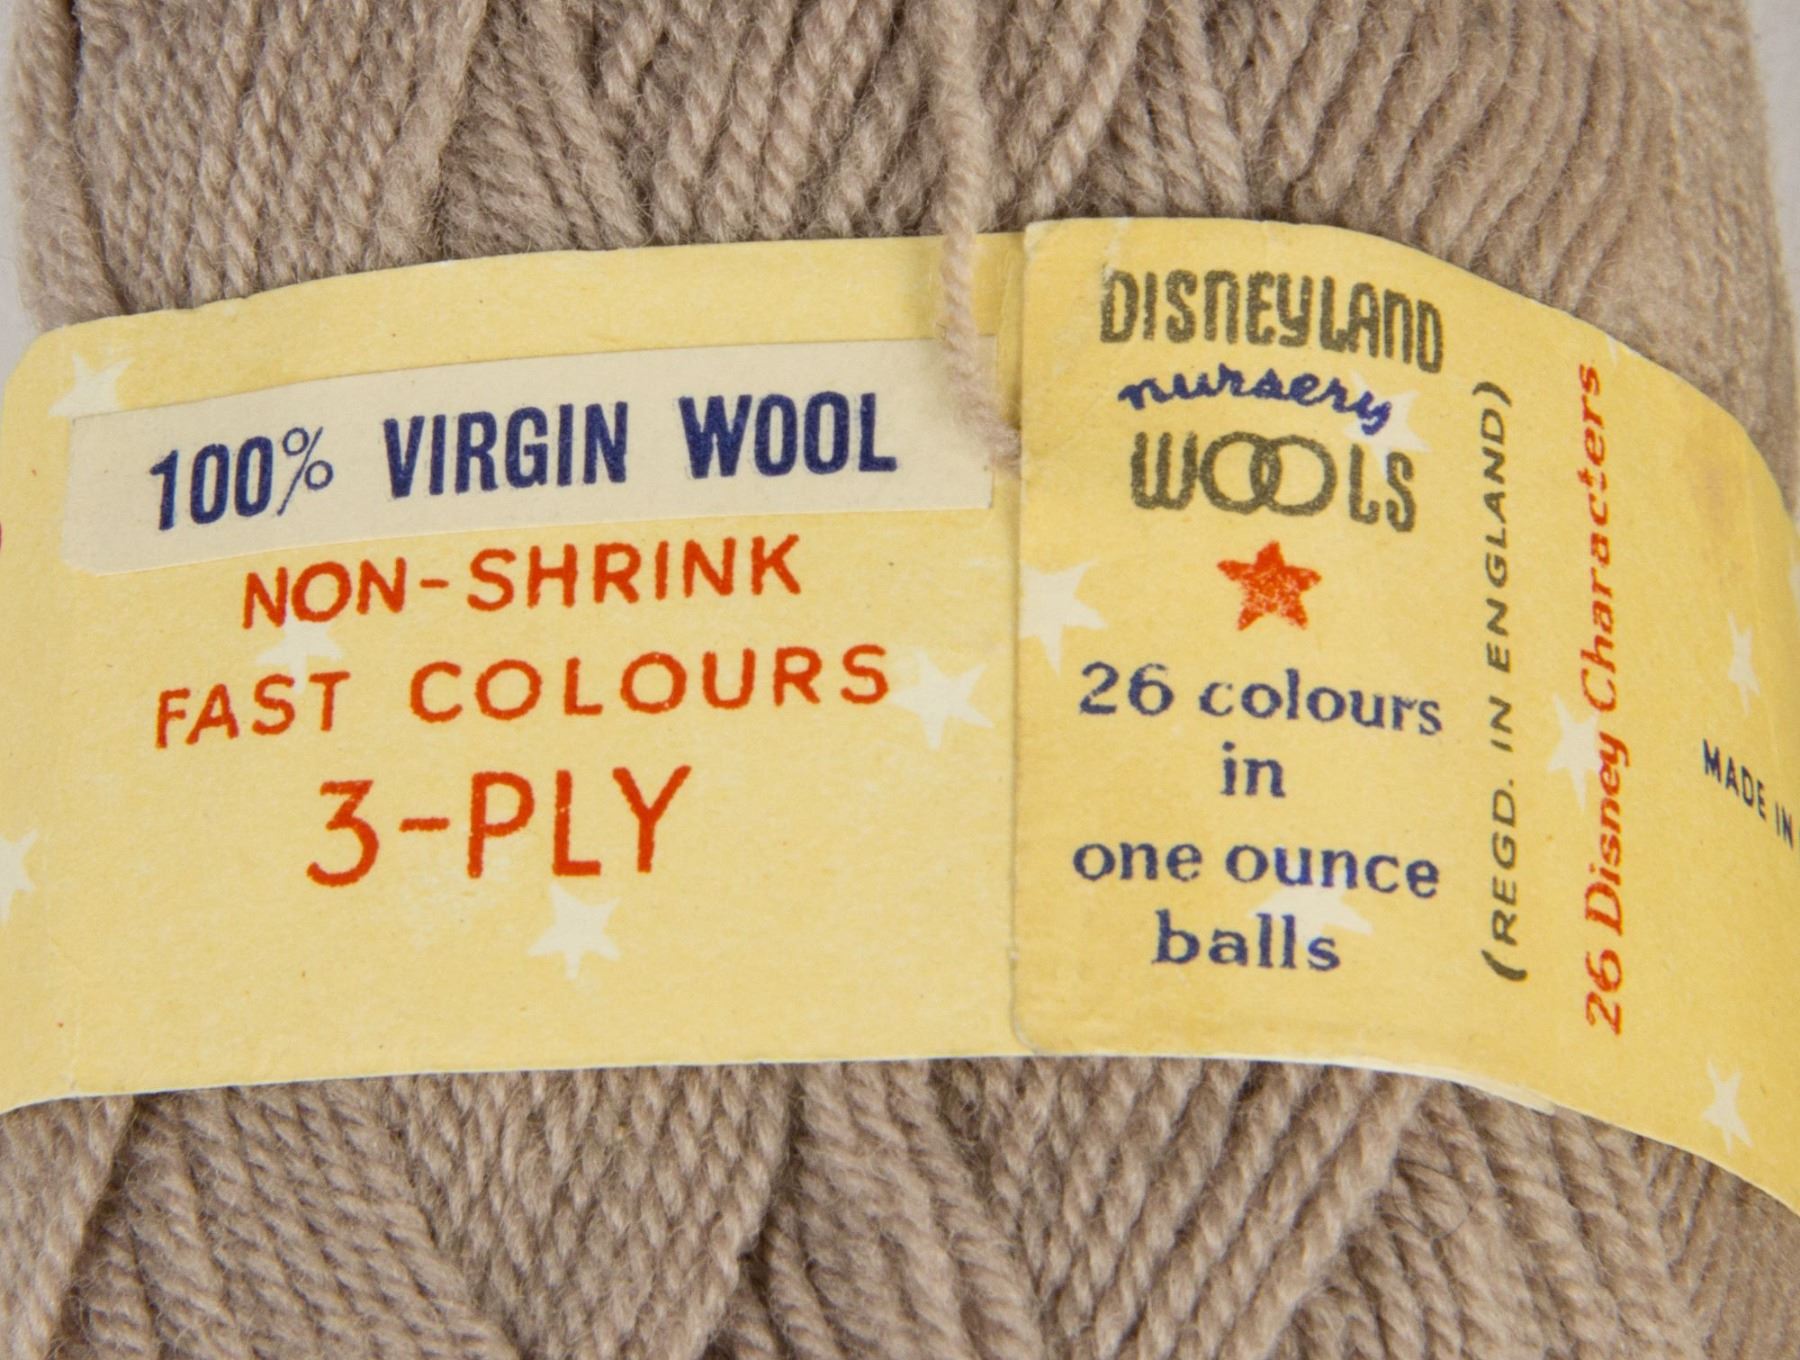 100% VIRGIN WOOL
NON-SHRINK
FAST COLOURS
3-PLY
DISNEYLAND
nursery
WOOLS
26 colours
in
one ounce
balls
(REGD. IN ENGLAND)
26 Disney Characters
MADE IN